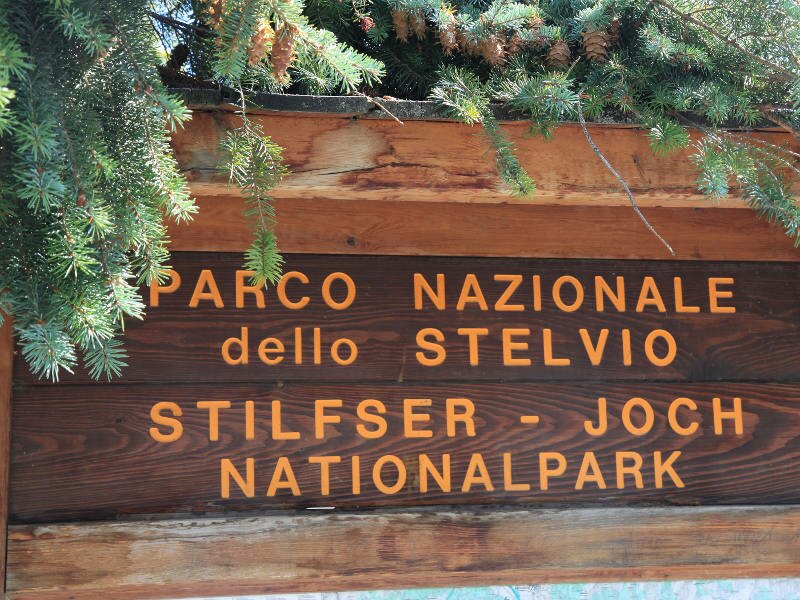 PARCO NAZIONALE
dello STELVIO
STILFSER - JOCH
NATIONALPARK